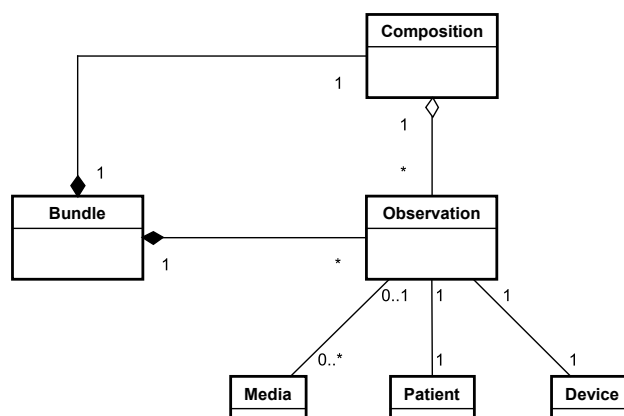 Composition
1
1
1
*
Bundle
Observation
1
*
0..1
1
1
0..*
1
1
Media
Patient
Device